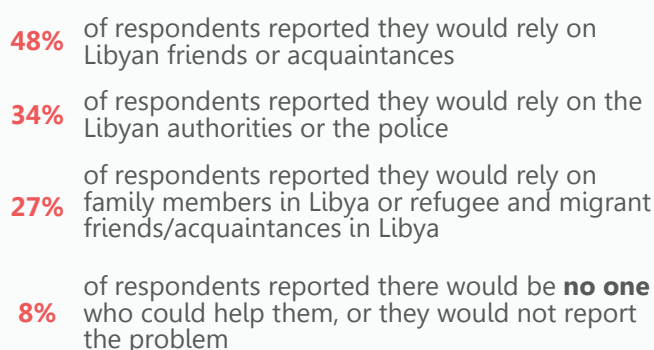 48% of respondents reported they would rely on
Libyan friends or acquaintances
34% of respondents reported they would rely on the
Libyan authorities or the police
of respondents reported they would rely on
27% family members in Libya or refugee and migrant
friends/acquaintances in Libya
of respondents reported there would be no one
8% who could help them, or they would not report
the problem